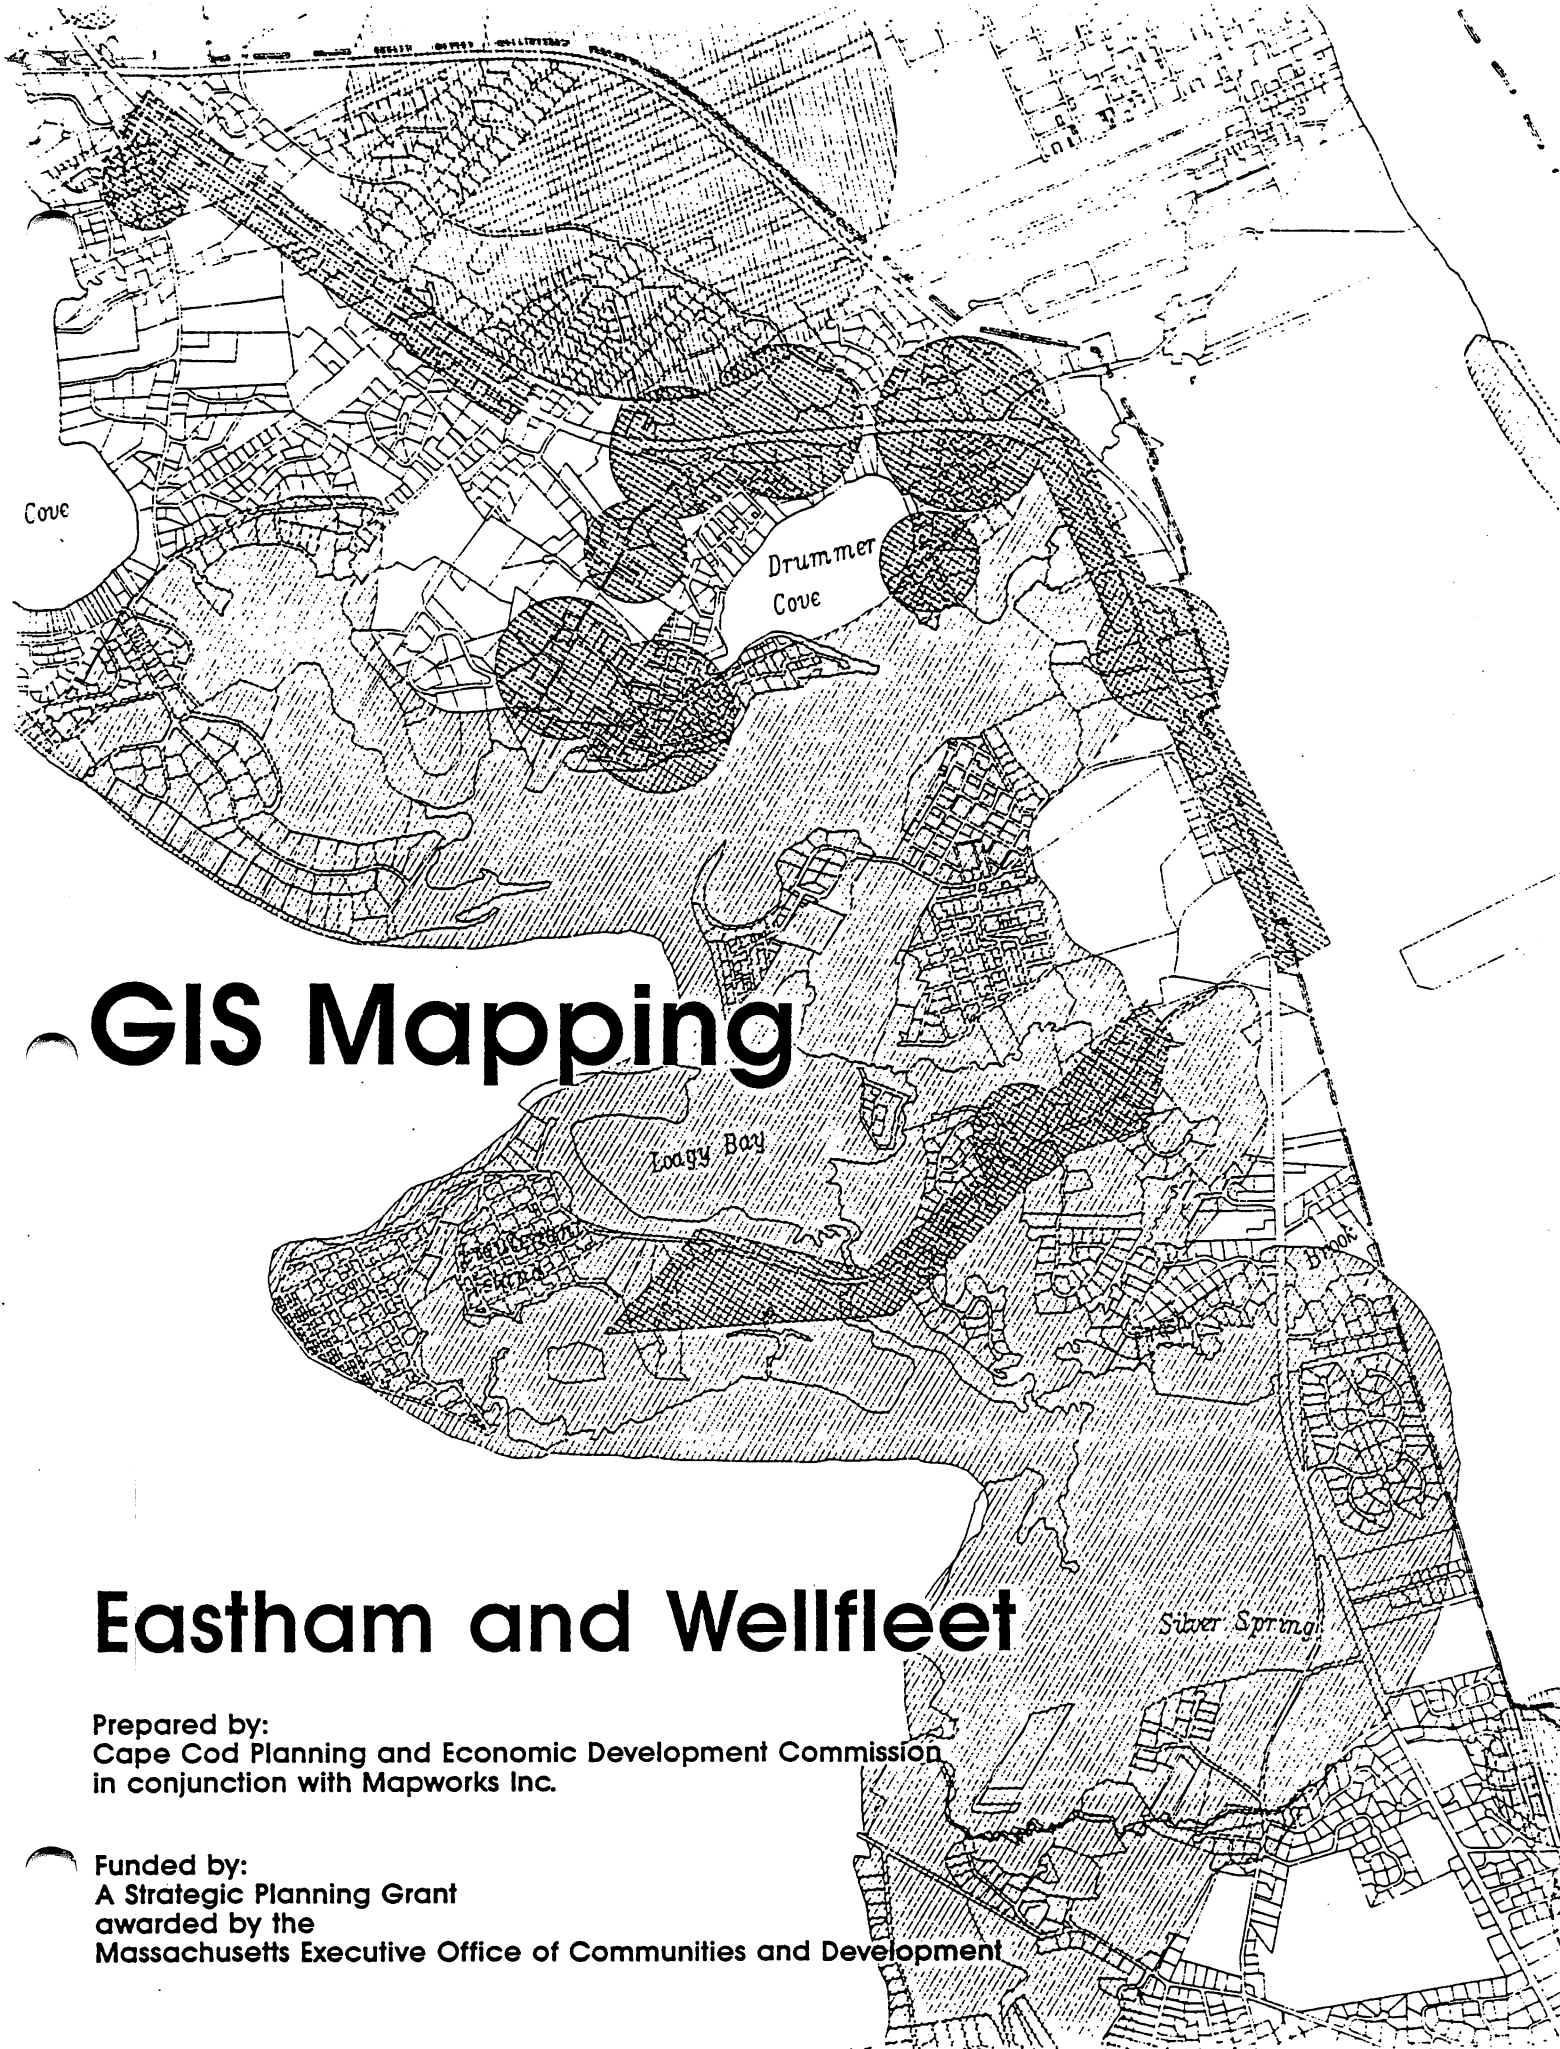 Cove
Drummer
Cove
GIS Mapping
Loagy Bay
Island
Brook
Eastham and Wellfleet
Silver Spring
Prepared by:
Cape Cod Planning and Economic Development Commission
in conjunction with Mapworks Inc.
Funded by:
A Strategic Planning Grant
awarded by the
Massachusetts Executive Office of Communities and Development